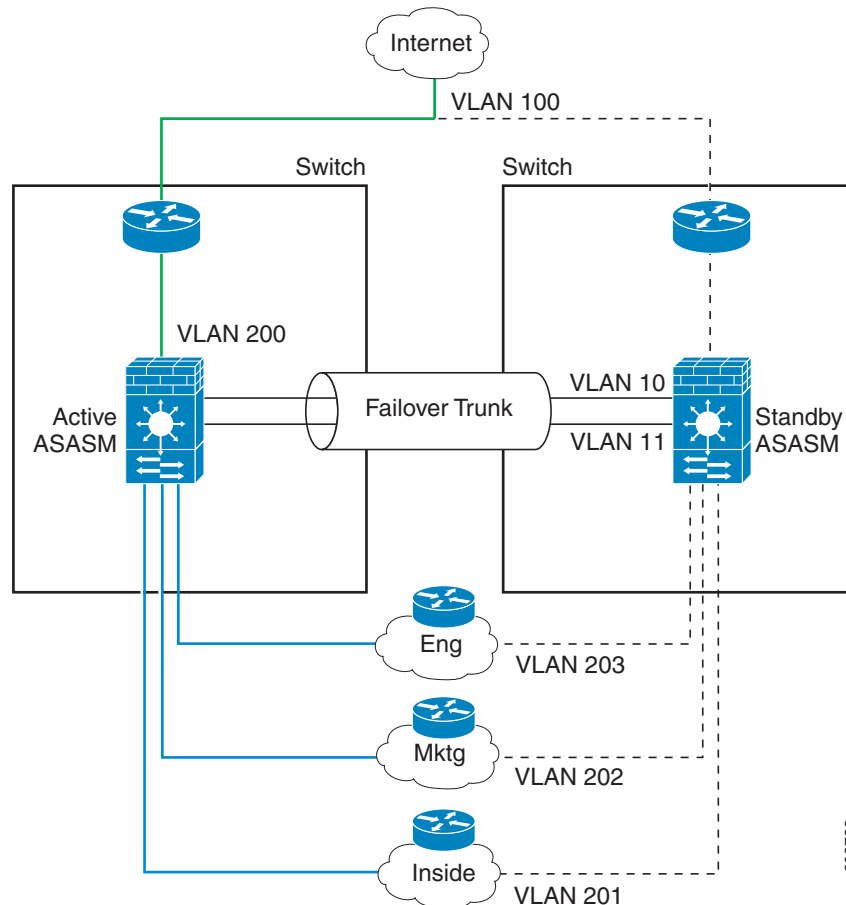 Internet
VLAN 100
Switch
Switch
VLAN 200
VLAN 10
Failover Trunk
Active
ASASM
VLAN 11
Standby
ASASM
Eng
VLAN 203
Mktg
VLAN 202
Inside
VLAN 201